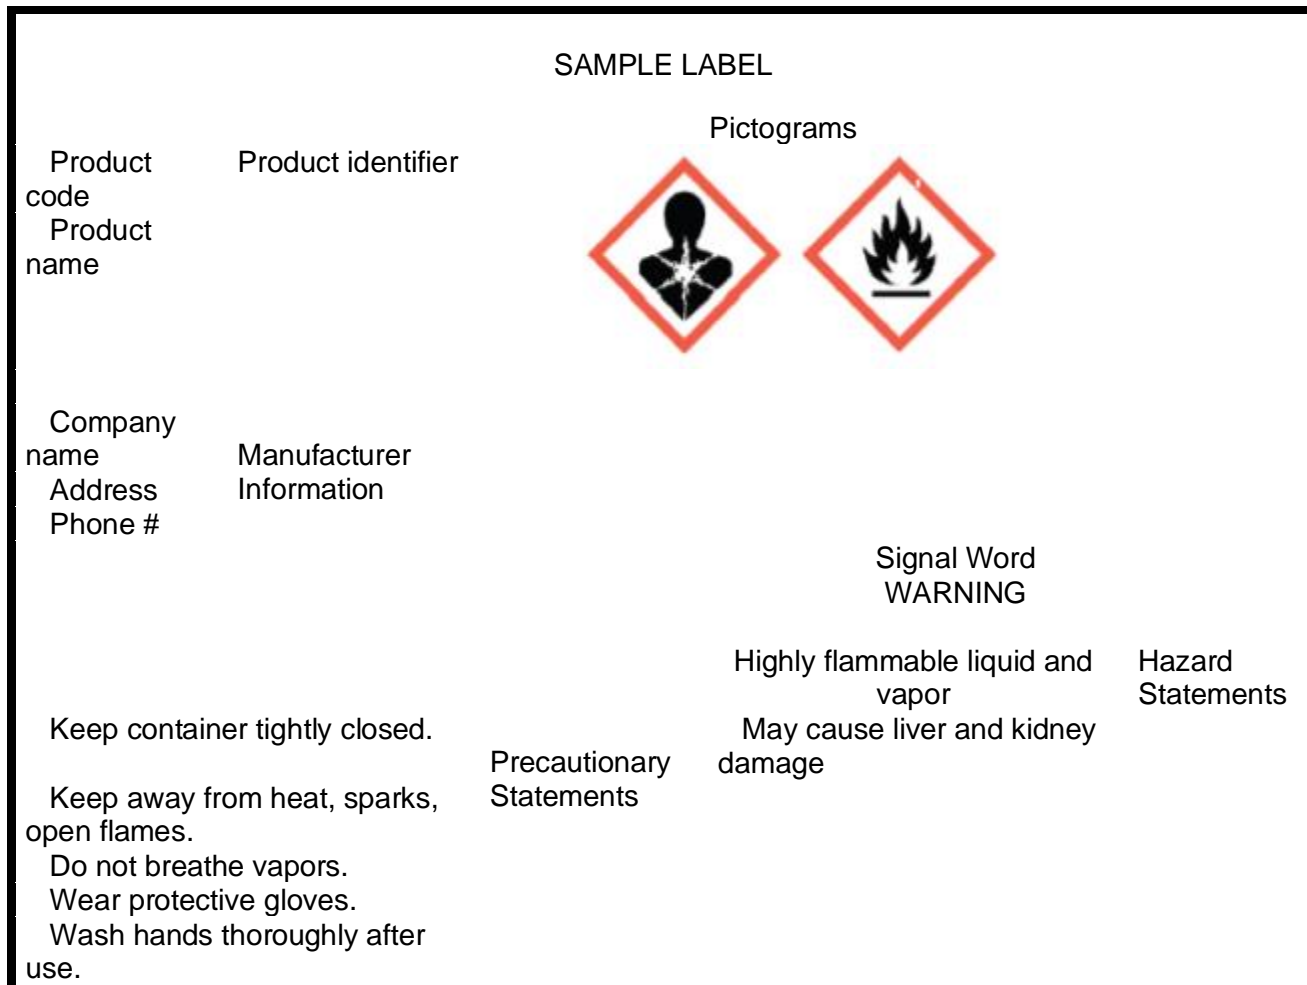 SAMPLE LABEL
Pictograms
Product
code
Product
name
Product identifier
Company
name
Address
Phone #
Manufacturer
Information
Signal Word
WARNING
Highly flammable liquid and
vapor
May cause liver and kidney
damage
Hazard
Statements
Keep container tightly closed.
Keep away from heat, sparks,
open flames.
Do not breathe vapors.
Wear protective gloves.
Wash hands thoroughly after
use.
Precautionary
Statements